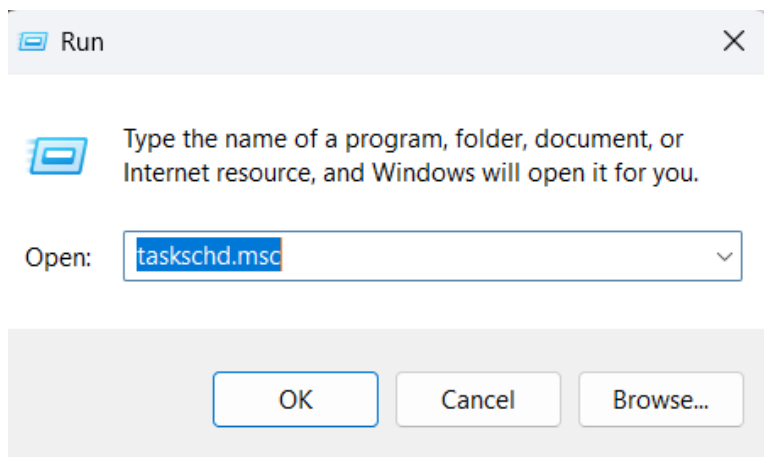 Run
Type the name of a program, folder, document, or
Internet resource, and Windows will open it for you.
Open: taskschd.msc
OK Cancel Browse...